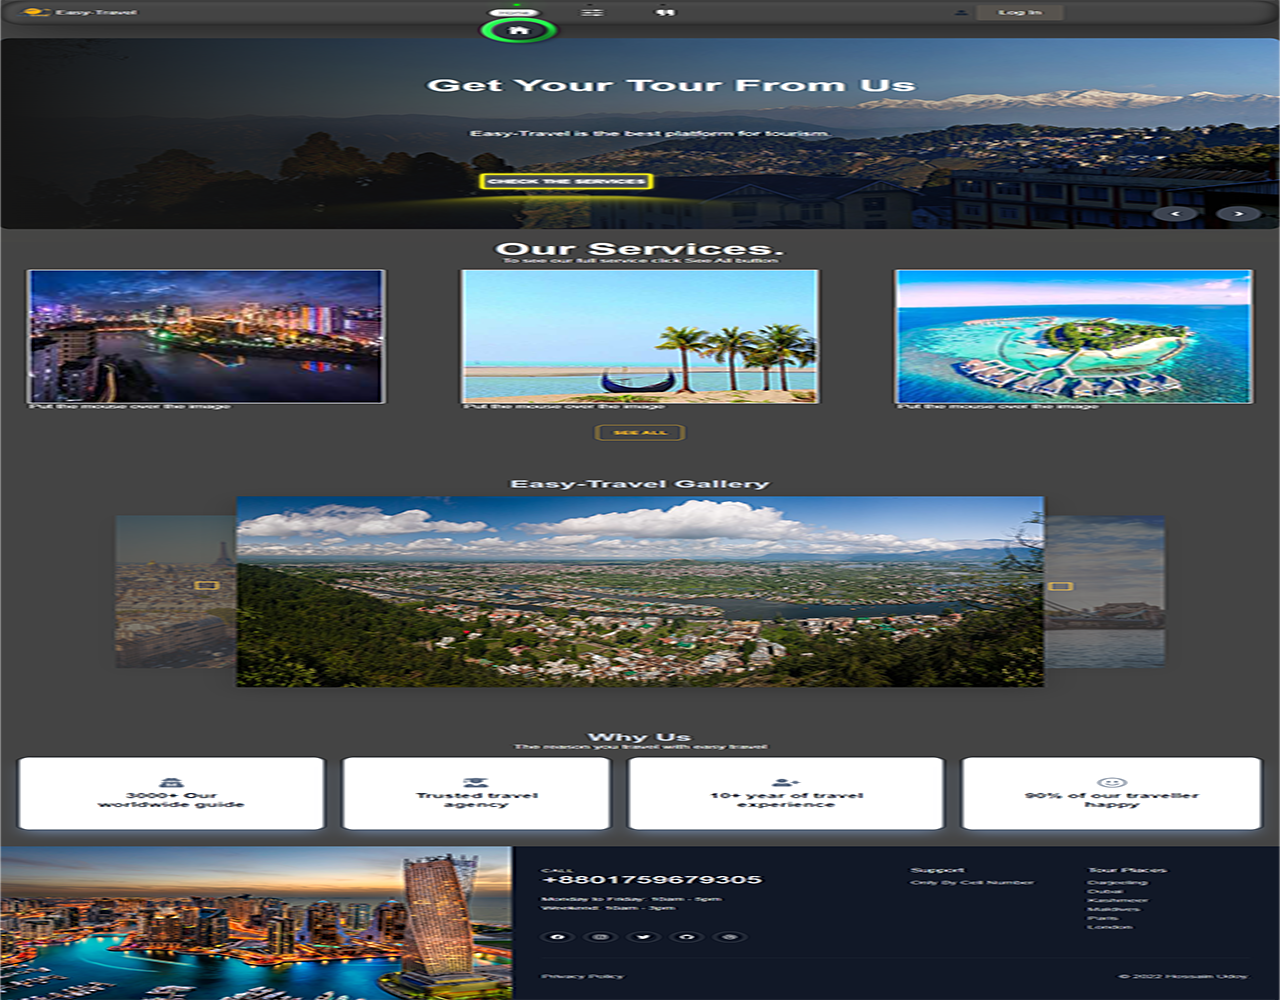 Easy-Travel
Home
Log In
Get Your Tour From Us
Easy-Travel is the best platform for tourism.
CHECK THE SERVICES
Our Services.
To see our full service click See All button
Put the mouse over the image
Put the mouse over the image
Put the mouse over the image
SEE ALL
Easy-Travel Gallery
Why Us
The reason you travel with easy travel
3000+ Our
worldwide guide
Trusted travel
agency
10+ year of travel
experience
90% of our traveller
happy
CALL
+8801759679305
Monday to Friday: 10am - 5pm
Weekend: 10am - 3pm
Support
Only By Cell Number
Tour Places
Darjeeling
Dubai
Kashmeer
Maldives
Paris
London
Privacy Policy
© 2022 Hossain Udoy